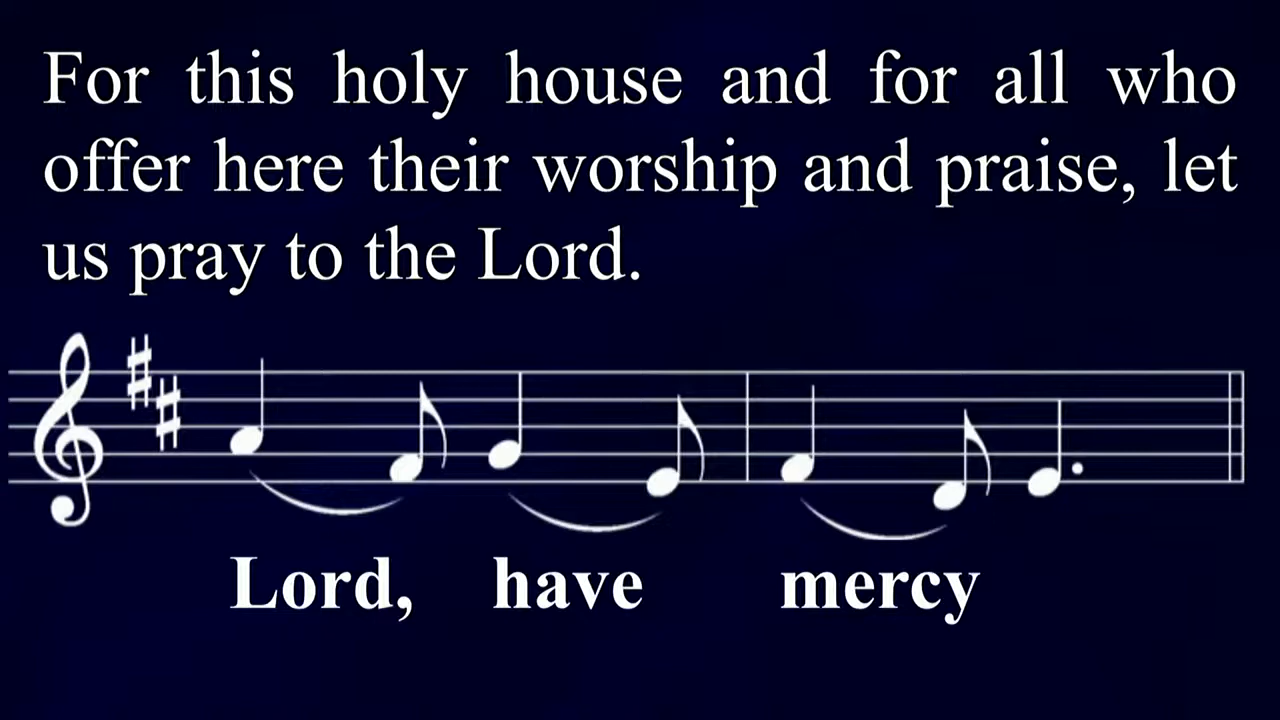 For this holy house and for all who
offer here their worship and praise, let
us pray to the Lord.
Lord, have mercy